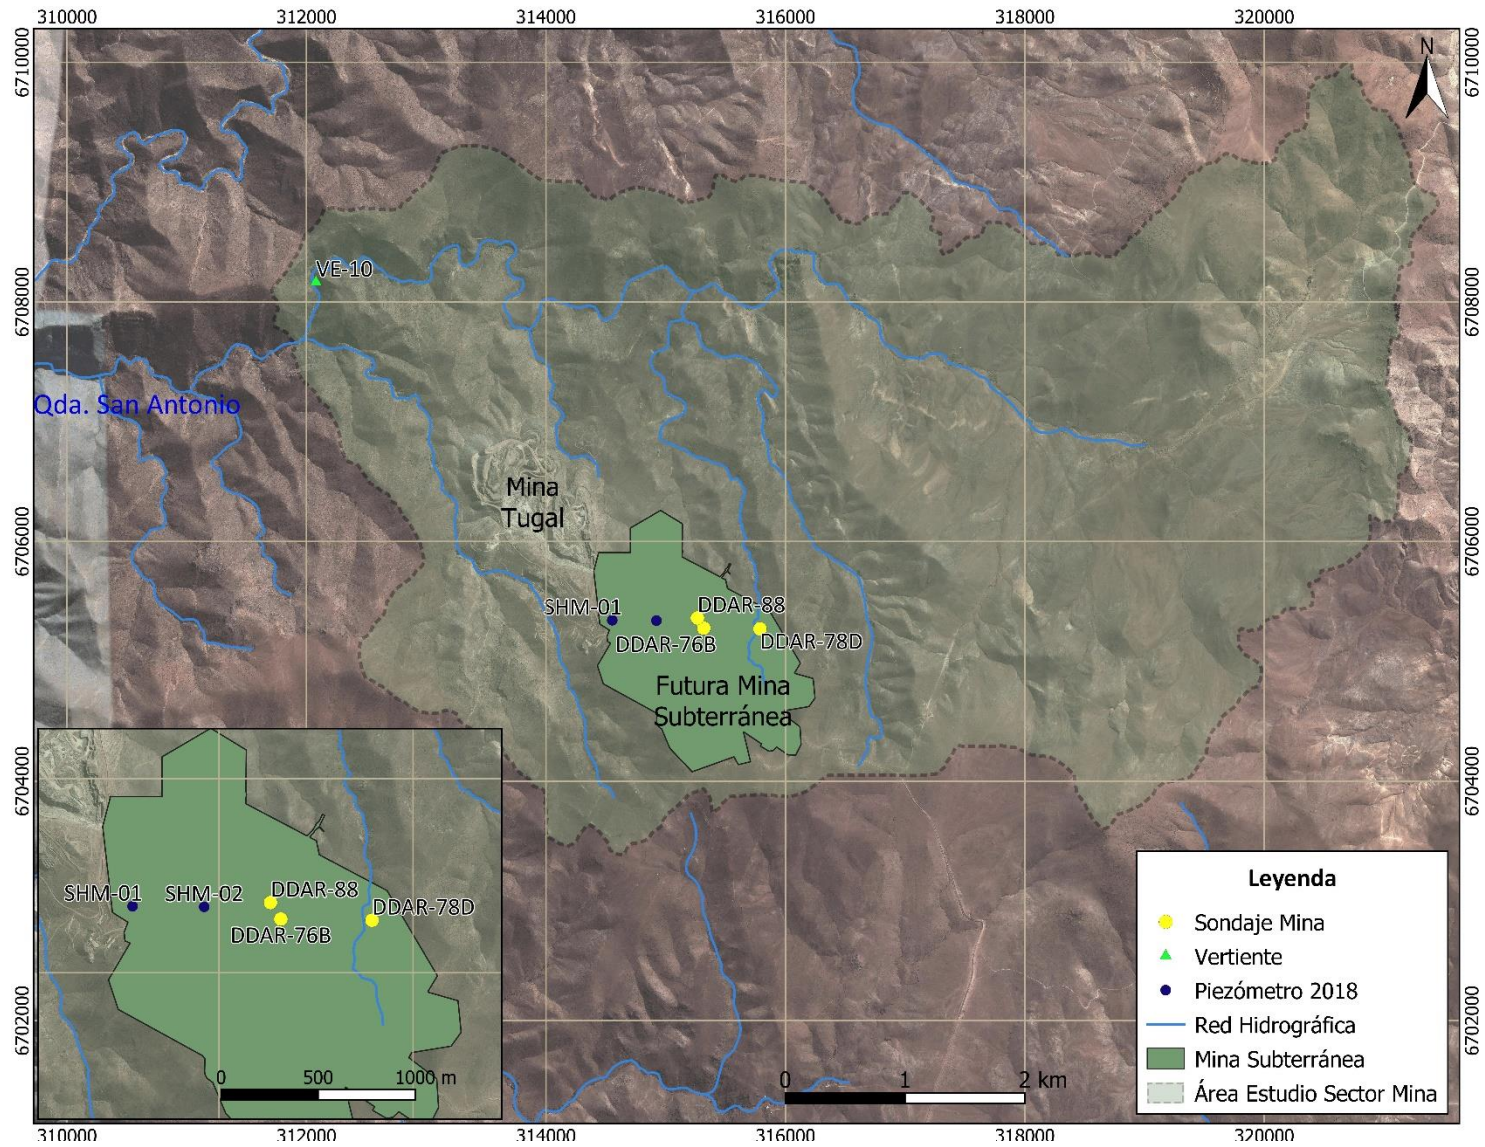 310000 312000 314000 316000 318000 320000
6710000
6710000
N
VE-10
6708000
6708000
Qda. San Antonio
Mina
Tugal
6706000
6706000
SHM-01
DDAR-88
DDAR-76B
DDAR-78D
Futura Mina
Subterránea
6704000
6704000
SHM-01
SHM-02
DDAR-88
DDAR-78D
DDAR-76B
0 500 1000 m
0 1 2 km
6702000
6702000
Leyenda
Sondaje Mina
Vertiente
Piezómetro 2018
Red Hidrográfica
Mina Subterránea
Área Estudio Sector Mina
310000 312000 314000 316000 318000 320000